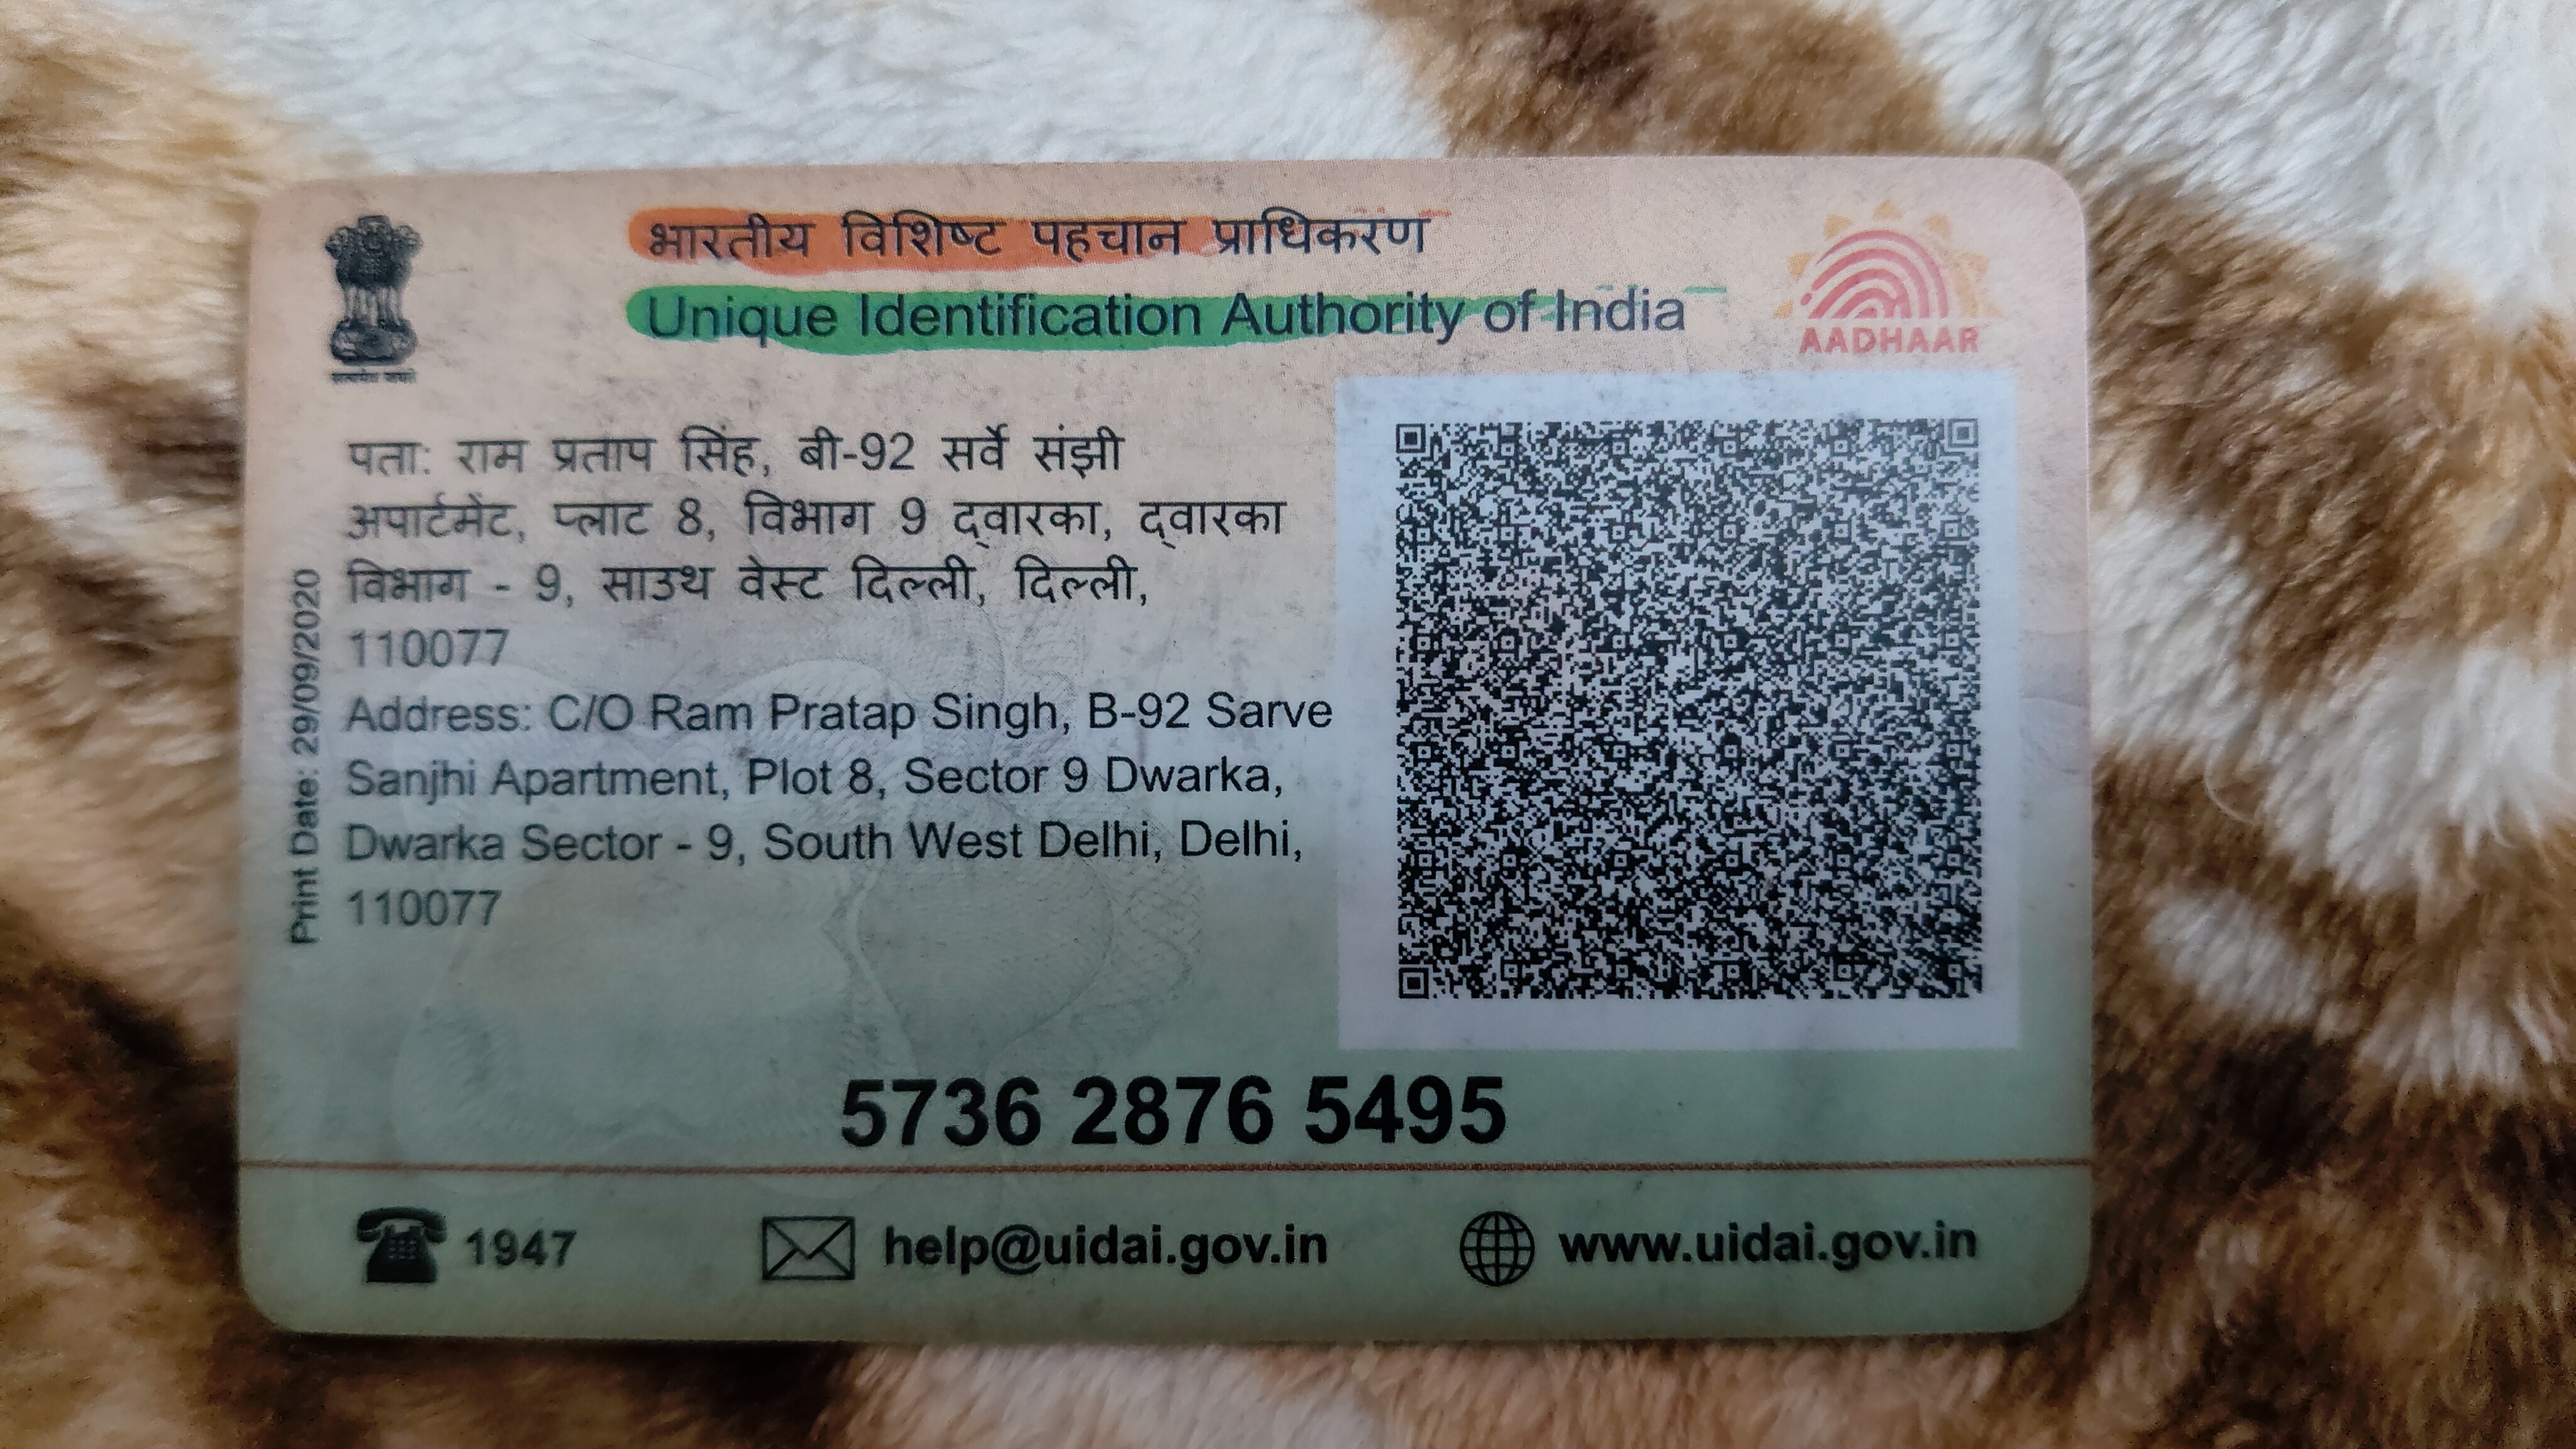 भारतीय विशिष्ट पहचान प्राधिकरण
Unique Identification Authority of India
AADHAAR
सत्यमेव जयते
पता: राम प्रताप सिंह, बी-92 सर्वे संझी
अपार्टमेंट, प्लाट 8, विभाग 9 द्वारका, द्वारका
विभाग - 9, साउथ वेस्ट दिल्ली, दिल्ली,
110077
Address: C/O Ram Pratap Singh, B-92 Sarve
Sanjhi Apartment, Plot 8, Sector 9 Dwarka,
Dwarka Sector - 9, South West Delhi, Delhi,
110077
Print Date: 29/09/2020
5736 2876 5495
1947
help@uidai.gov.in
www.uidai.gov.in